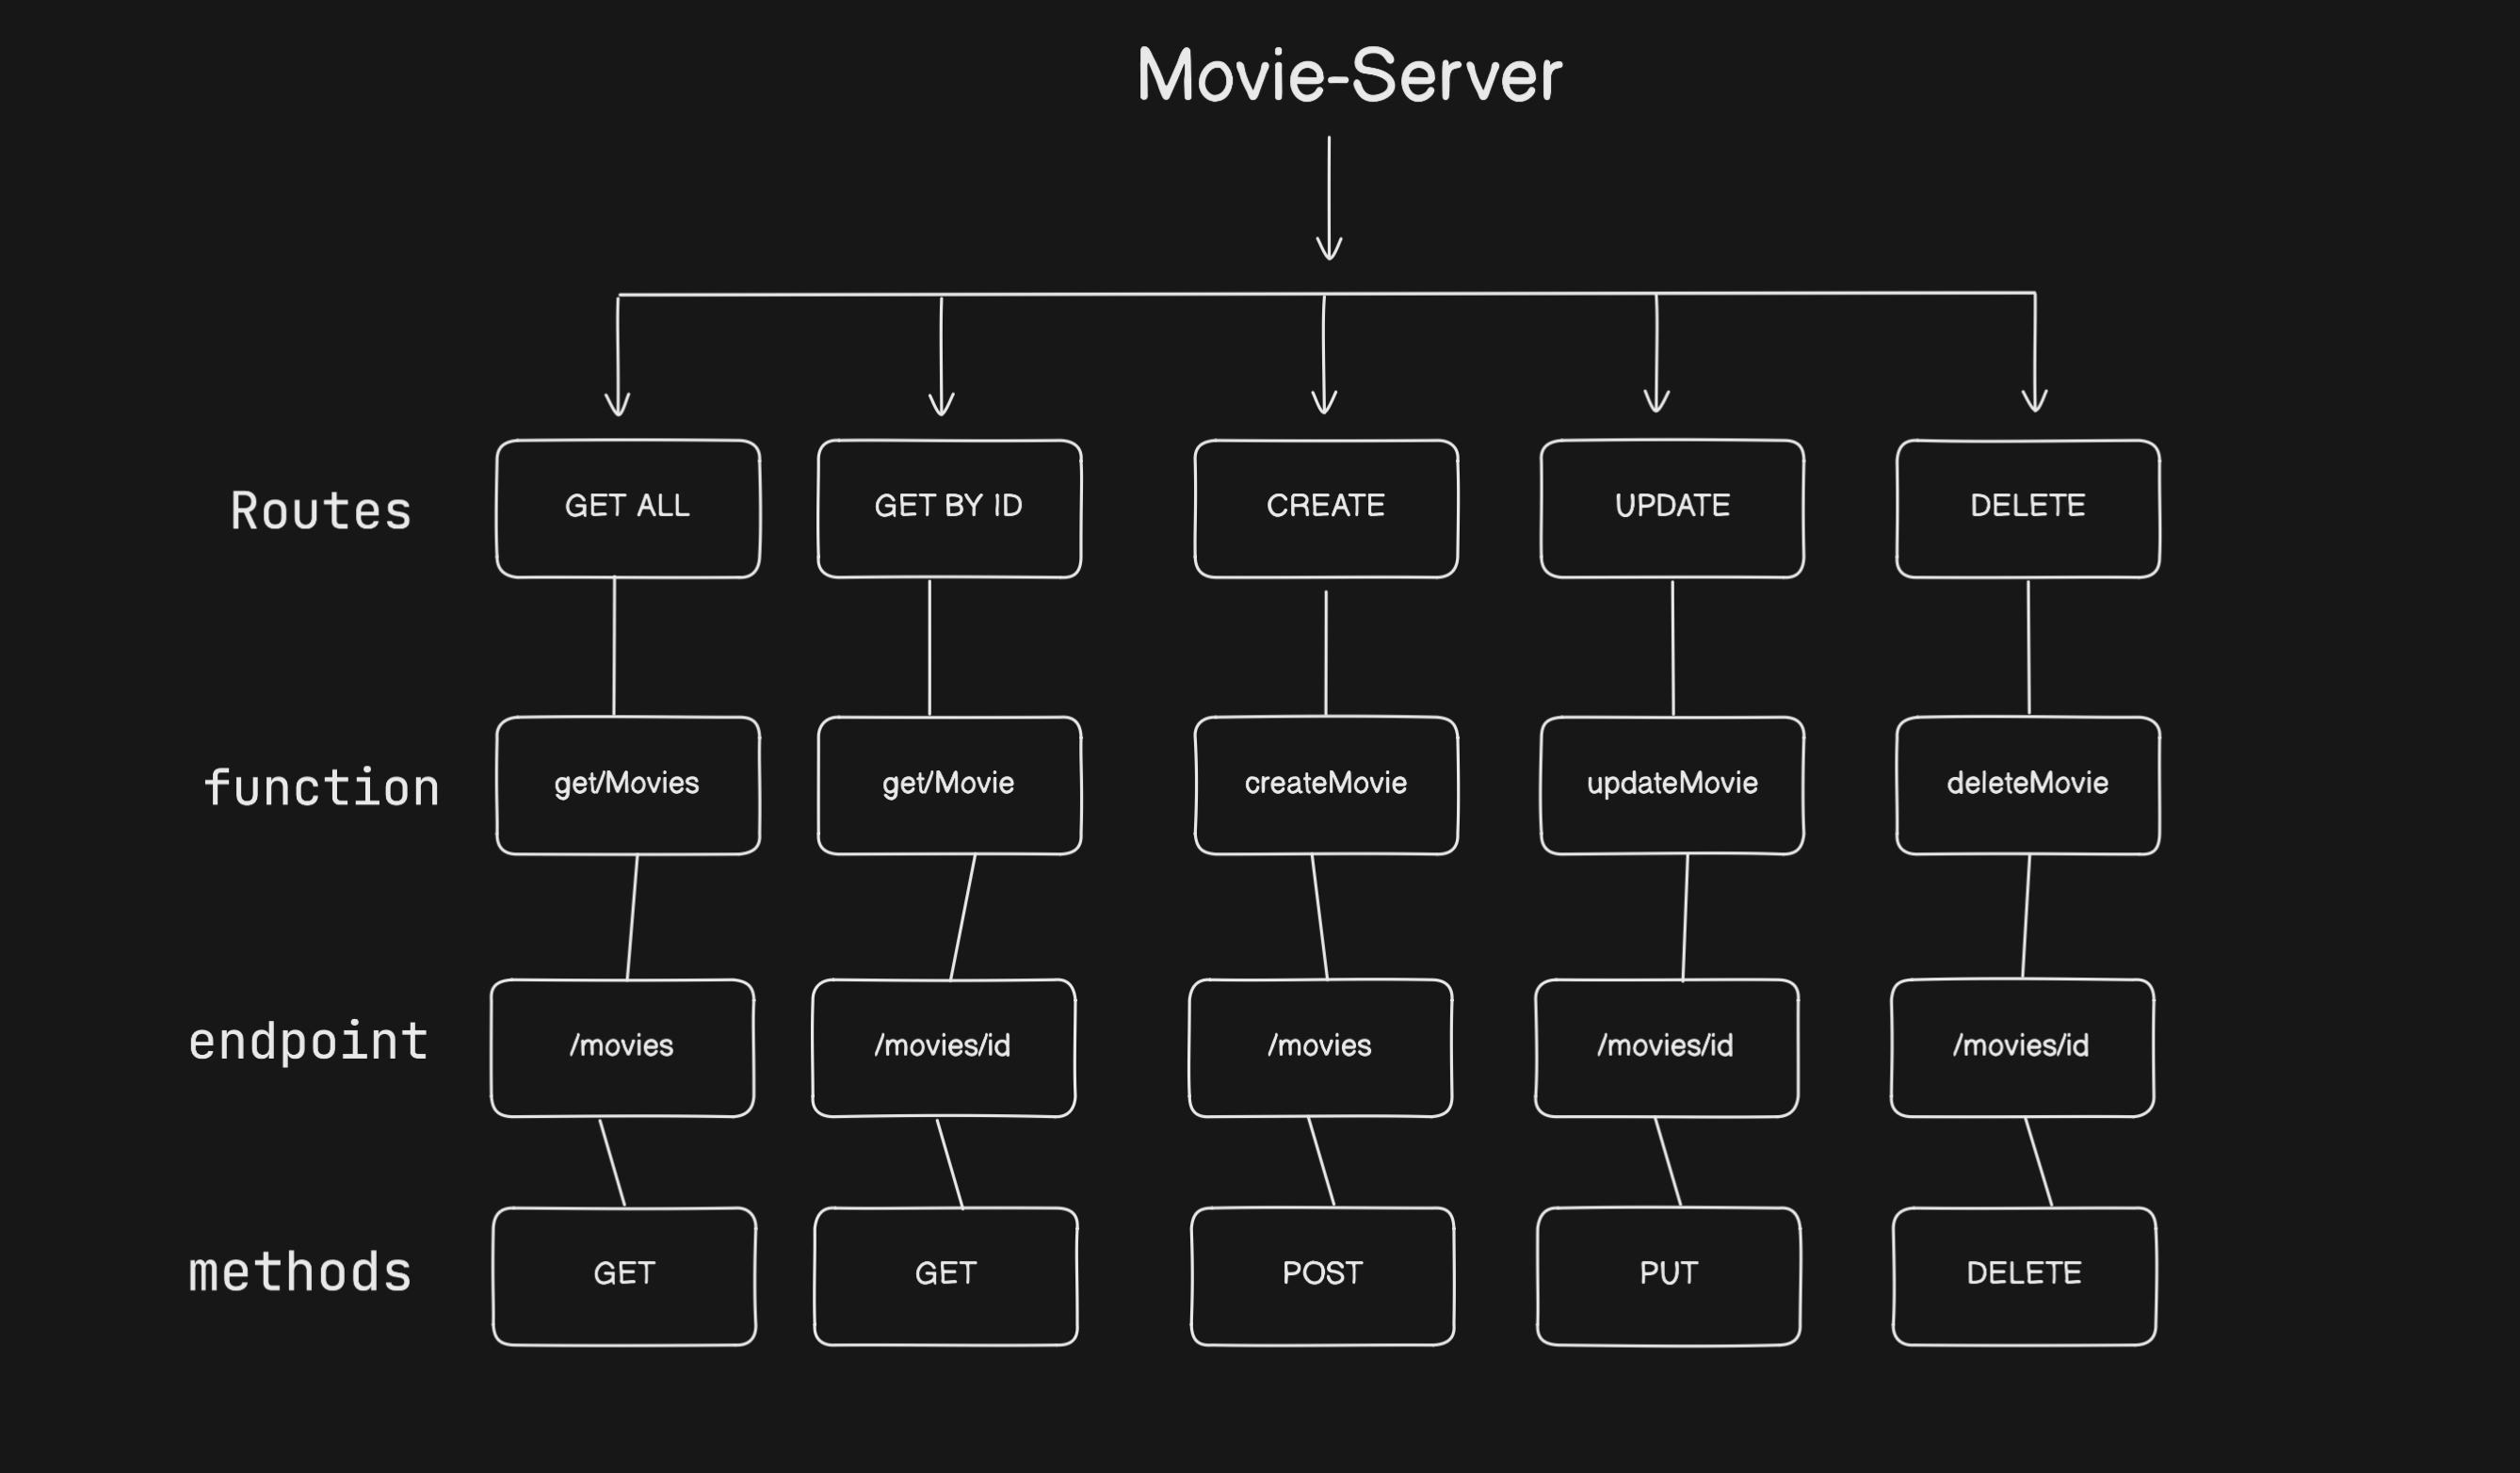 Movie-Server
Routes
GET ALL
GET BY ID
CREATE
UPDATE
DELETE
function
get/Movies
get/Movie
createMovie
updateMovie
deleteMovie
endpoint
/movies
/movies/id
/movies
/movies/id
/movies/id
methods
GET
GET
POST
PUT
DELETE